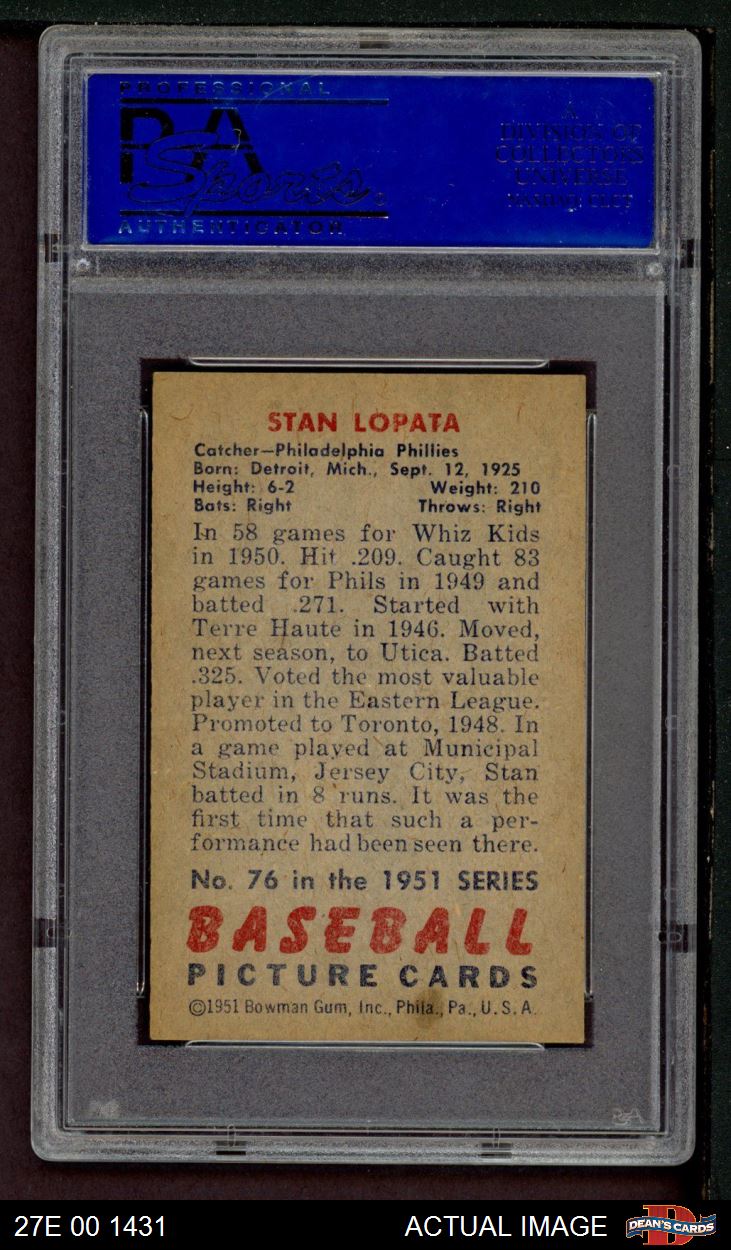 PROFESSIONAL
PSA
Sports
AUTHENTICATOR
A
DIVISION OF
COLLECTORS
UNIVERSE
NASDAQ: CLCT
STAN LOPATA
Catcher—Philadelphia Phillies
Born: Detroit, Mich., Sept. 12, 1925
Height: 6-2 Weight: 210
Bats: Right Throws: Right
In 58 games for Whiz Kids
in 1950. Hit .209. Caught 83
games for Phils in 1949 and
batted .271. Started with
Terre Haute in 1946. Moved,
next season, to Utica. Batted
.325. Voted the most valuable
player in the Eastern League.
Promoted to Toronto, 1948. In
a game played at Municipal
Stadium, Jersey City, Stan
batted in 8 runs. It was the
first time that such a per-
formance had been seen there.
No. 76 in the 1951 SERIES
BASEBALL
PICTURE CARDS
©1951 Bowman Gum, Inc., Phila., Pa., U.S.A.
27E 00 1431 ACTUAL IMAGE DEAN'S CARDS